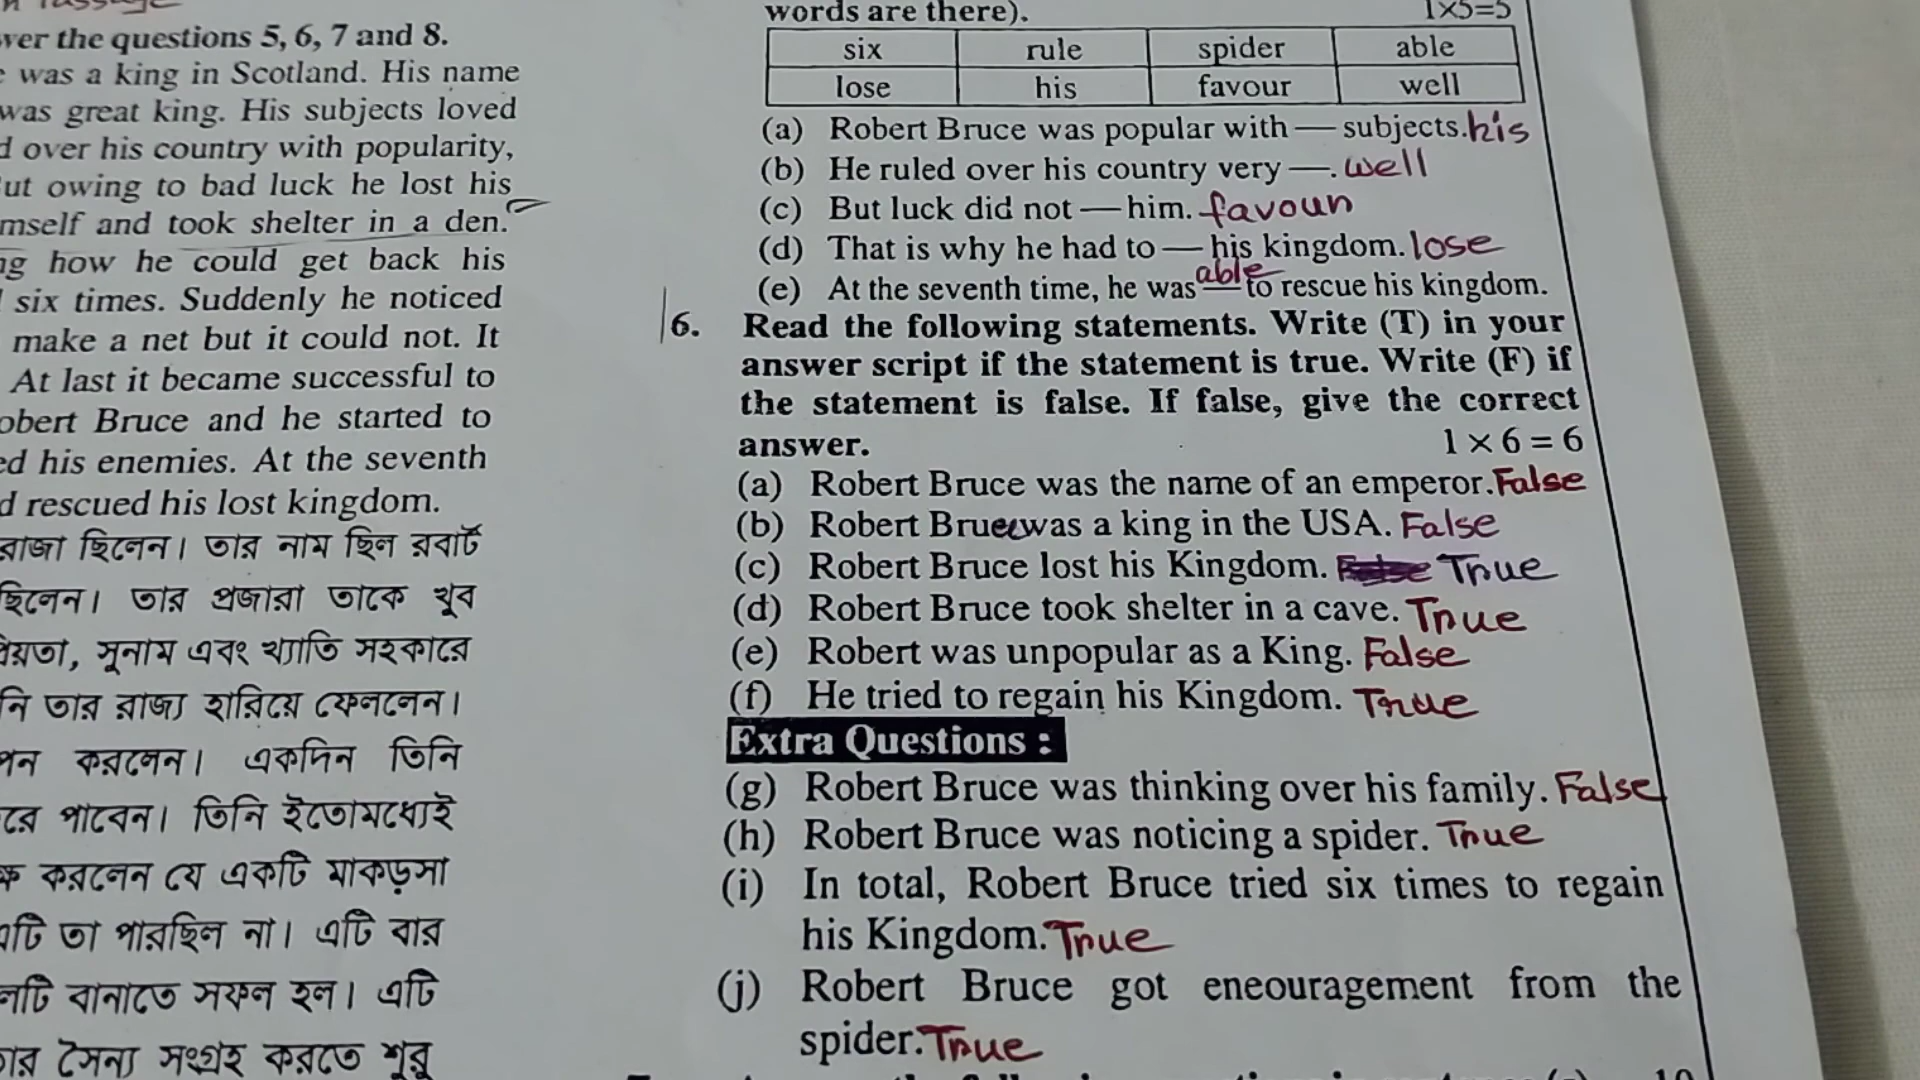 wer the questions 5, 6, 7 and 8.
was a king in Scotland. His name
was great king. His subjects loved
d over his country with popularity,
ut owing to bad luck he lost his
mself and took shelter in a den.
ng how he could get back his
six times. Suddenly he noticed
make a net but it could not. It
At last it became successful to
obert Bruce and he started to
ed his enemies. At the seventh
d rescued his lost kingdom.
রাজা ছিলেন। তার নাম ছিল রবার্ট
ছিলেন। তার প্রজারা তাকে খুব
প্রিয়তা, সুনাম এবং খ্যাতি সহকারে
নি তার রাজ্য হারিয়ে ফেললেন।
পন করলেন। একদিন তিনি
রে পাবেন। তিনি ইতোমধ্যেই
ক্ষ করলেন যে একটি মাকড়সা
এটি তা পারছিল না। এটি বার
লটি বানাতে সফল হল। এটি
তার সৈন্য সংগ্রহ করতে শুরু
words are there). 1×5=5
six rule spider able
lose his favour well
(a) Robert Bruce was popular with — subjects. his
(b) He ruled over his country very —. well
(c) But luck did not — him. favour
(d) That is why he had to — his kingdom. lose
(e) At the seventh time, he was — able to rescue his kingdom.
6. Read the following statements. Write (T) in your
answer script if the statement is true. Write (F) if
the statement is false. If false, give the correct
answer. 1 × 6 = 6
(a) Robert Bruce was the name of an emperor. False
(b) Robert Bruce was a king in the USA. False
(c) Robert Bruce lost his Kingdom. True
(d) Robert Bruce took shelter in a cave. True
(e) Robert was unpopular as a King. False
(f) He tried to regain his Kingdom. True
Extra Questions :
(g) Robert Bruce was thinking over his family. False
(h) Robert Bruce was noticing a spider. True
(i) In total, Robert Bruce tried six times to regain
his Kingdom. True
(j) Robert Bruce got eneouragement from the
spider. True